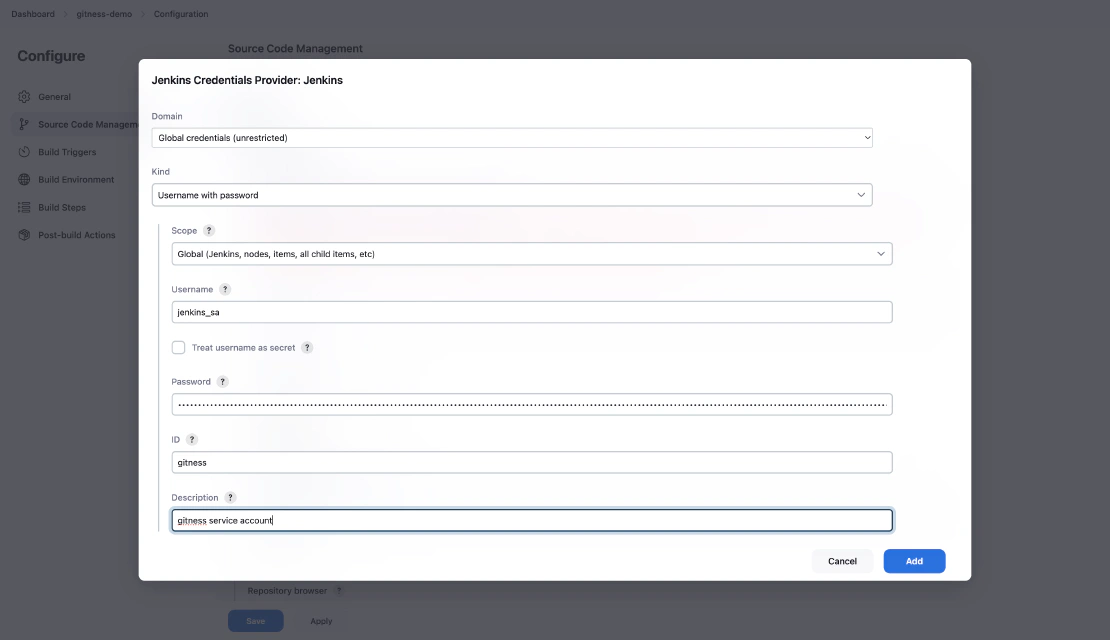 Dashboard > gitness-demo > Configuration
Configure
General
Source Code Managem
Build Triggers
Build Environment
Build Steps
Post-build Actions
Source Code Management
Jenkins Credentials Provider: Jenkins
Domain
Global credentials (unrestricted)
Kind
Username with password
Scope ?
Global (Jenkins, nodes, items, all child items, etc)
Username ?
jenkins_sa
Treat username as secret ?
Password ?
ID ?
gitness
Description ?
gitness service account
Cancel Add
Repository browser ?
Save Apply